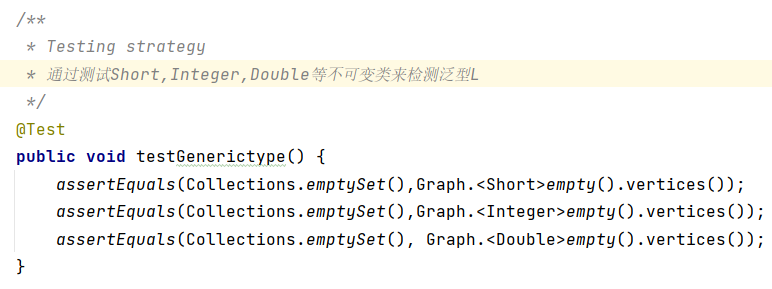 /**
 * Testing strategy
 * 通过测试Short,Integer,Double等不可变类来检测泛型L
 */
@Test
public void testGenerictype() {
    assertEquals(Collections.emptySet(),Graph.<Short>empty().vertices());
    assertEquals(Collections.emptySet(),Graph.<Integer>empty().vertices());
    assertEquals(Collections.emptySet(), Graph.<Double>empty().vertices());
}